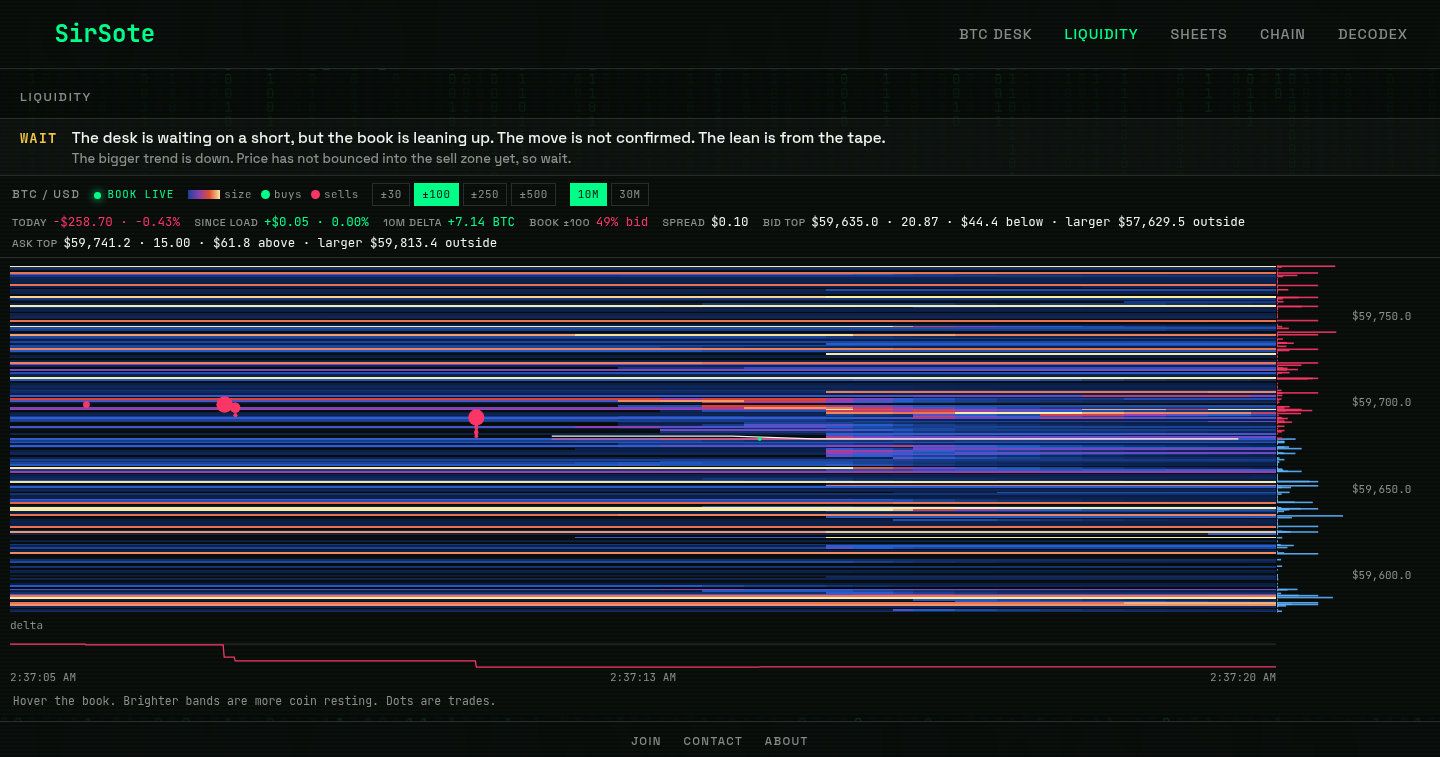 SirSote
BTC DESK LIQUIDITY SHEETS CHAIN DECODEX
LIQUIDITY
WAIT The desk is waiting on a short, but the book is leaning up. The move is not confirmed. The lean is from the tape.
The bigger trend is down. Price has not bounced into the sell zone yet, so wait.
BTC / USD BOOK LIVE size buys sells ±30 ±100 ±250 ±500 10M 30M
TODAY -$258.70 · -0.43% SINCE LOAD +$0.05 · 0.00% 10M DELTA +7.14 BTC BOOK ±100 49% bid SPREAD $0.10 BID TOP $59,635.0 · 20.87 · $44.4 below · larger $57,629.5 outside
ASK TOP $59,741.2 · 15.00 · $61.8 above · larger $59,813.4 outside
$59,750.0
$59,700.0
$59,650.0
$59,600.0
delta
2:37:05 AM 2:37:13 AM 2:37:20 AM
Hover the book. Brighter bands are more coin resting. Dots are trades.
JOIN CONTACT ABOUT